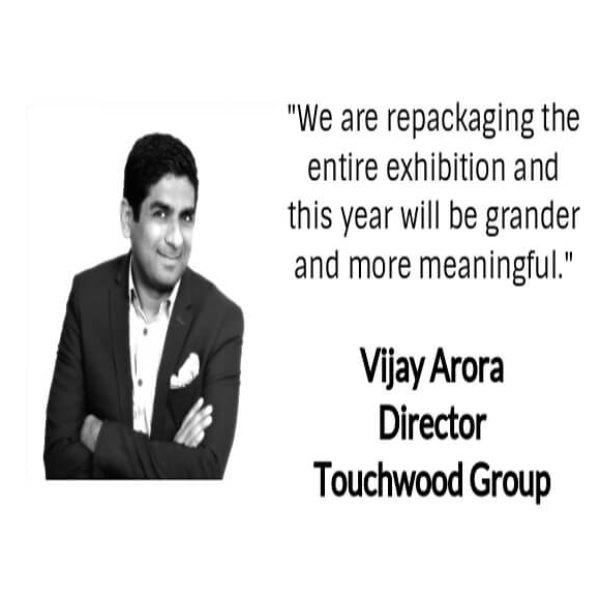 "We are repackaging the
entire exhibition and
this year will be grander
and more meaningful."
Vijay Arora
Director
Touchwood Group